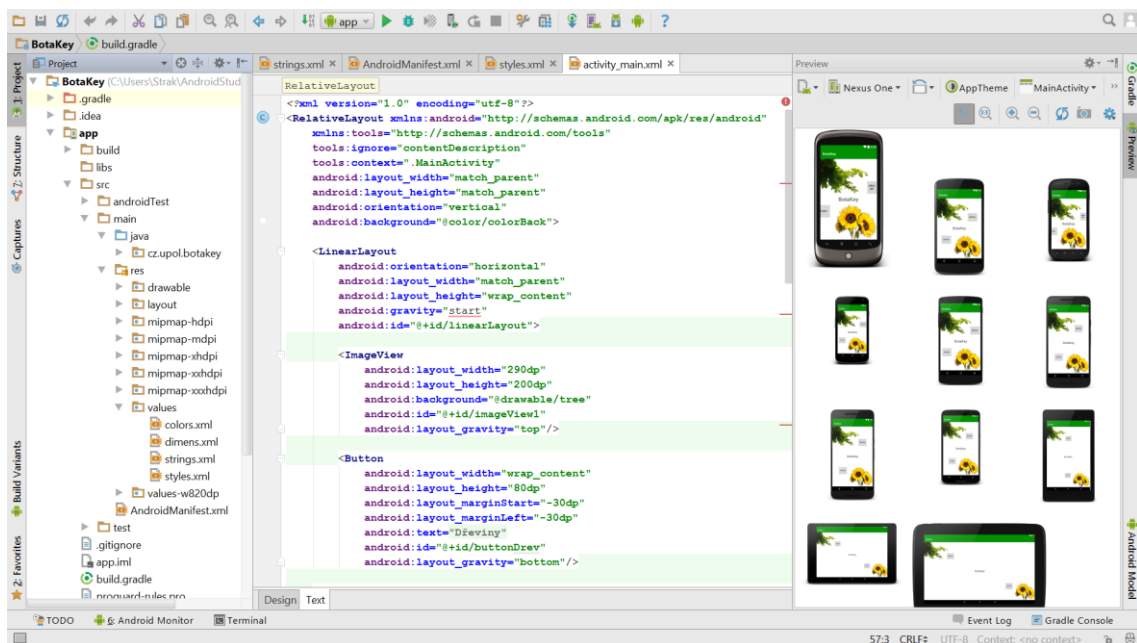 app
BotaKey
build.gradle
Project
strings.xml
AndroidManifest.xml
styles.xml
activity_main.xml
Preview
1: Project
7: Structure
Captures
Build Variants
2: Favorites
BotaKey (C:\Users\Strak\AndroidStud
.gradle
.idea
app
build
libs
src
androidTest
main
java
cz.upol.botakey
res
drawable
layout
mipmap-hdpi
mipmap-mdpi
mipmap-xhdpi
mipmap-xxhdpi
mipmap-xxxhdpi
values
colors.xml
dimens.xml
strings.xml
styles.xml
values-w820dp
AndroidManifest.xml
test
.gitignore
app.iml
build.gradle
proguard-rules.pro
RelativeLayout
<?xml version="1.0" encoding="utf-8"?>
<RelativeLayout xmlns:android="http://schemas.android.com/apk/res/android"
xmlns:tools="http://schemas.android.com/tools"
tools:ignore="contentDescription"
tools:context=".MainActivity"
android:layout_width="match_parent"
android:layout_height="match_parent"
android:orientation="vertical"
android:background="@color/colorBack">
<LinearLayout
android:orientation="horizontal"
android:layout_width="match_parent"
android:layout_height="wrap_content"
android:gravity="start"
android:id="@+id/linearLayout">
<ImageView
android:layout_width="290dp"
android:layout_height="200dp"
android:background="@drawable/tree"
android:id="@+id/imageView1"
android:layout_gravity="top"/>
<Button
android:layout_width="wrap_content"
android:layout_height="80dp"
android:layout_marginStart="-30dp"
android:layout_marginLeft="-30dp"
android:text="Dřeviny"
android:id="@+id/buttonDrev"
android:layout_gravity="bottom"/>
Design
Text
Nexus One
AppTheme
MainActivity
BotaKey
Gradle
Preview
Android Model
TODO
6: Android Monitor
Terminal
Event Log
Gradle Console
57:3 CRLF UTF-8 Context: <no context>